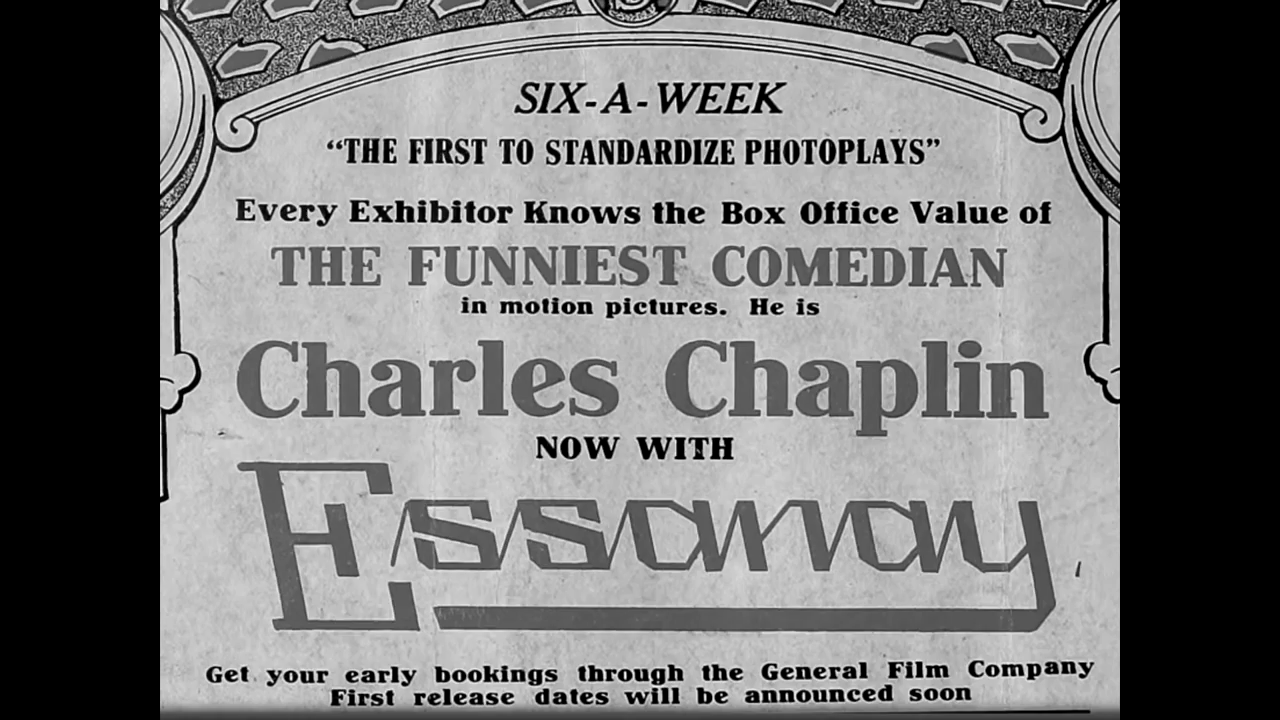 SIX-A-WEEK
"THE FIRST TO STANDARDIZE PHOTOPLAYS"
Every Exhibitor Knows the Box Office Value of
THE FUNNIEST COMEDIAN
in motion pictures. He is
Charles Chaplin
NOW WITH
Essanay
Get your early bookings through the General Film Company
First release dates will be announced soon